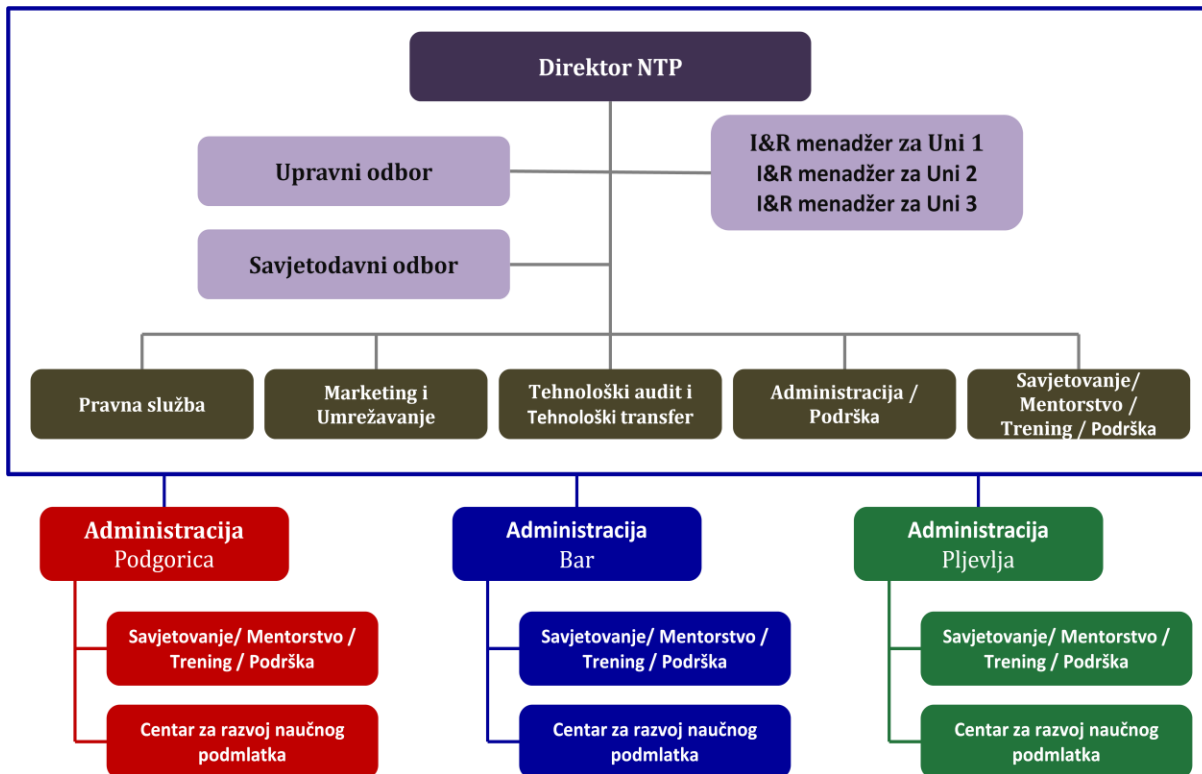 Direktor NTP
Upravni odbor
I&R menadžer za Uni 1
I&R menadžer za Uni 2
I&R menadžer za Uni 3
Savjetodavni odbor
Pravna služba
Marketing i
Umrežavanje
Tehnološki audit i
Tehnološki transfer
Administracija /
Podrška
Savjetovanje/
Mentorstvo /
Trening / Podrška
Administracija
Podgorica
Savjetovanje/ Mentorstvo /
Trening / Podrška
Centar za razvoj naučnog
podmlatka
Administracija
Bar
Savjetovanje/ Mentorstvo /
Trening / Podrška
Centar za razvoj naučnog
podmlatka
Administracija
Pljevlja
Savjetovanje/ Mentorstvo /
Trening / Podrška
Centar za razvoj naučnog
podmlatka